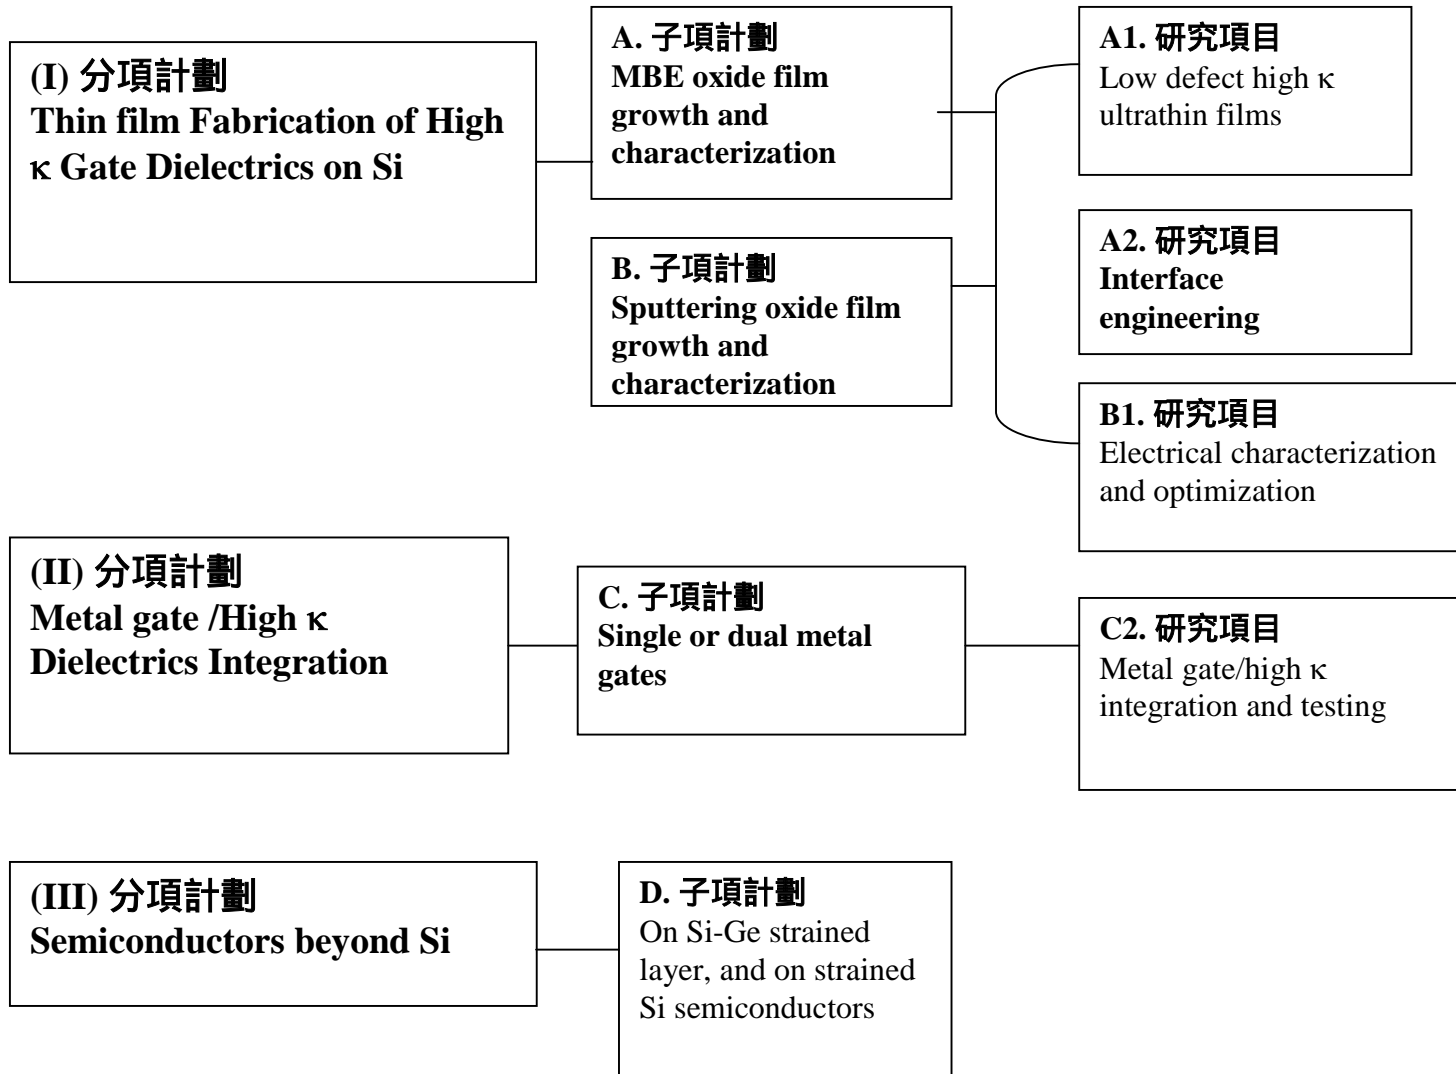 (I) 分項計劃
Thin film Fabrication of High
κ Gate Dielectrics on Si
A. 子項計劃
MBE oxide film
growth and
characterization
B. 子項計劃
Sputtering oxide film
growth and
characterization
A1. 研究項目
Low defect high κ
ultrathin films
A2. 研究項目
Interface
engineering
B1. 研究項目
Electrical characterization
and optimization
(II) 分項計劃
Metal gate /High κ
Dielectrics Integration
C. 子項計劃
Single or dual metal
gates
C2. 研究項目
Metal gate/high κ
integration and testing
(III) 分項計劃
Semiconductors beyond Si
D. 子項計劃
On Si-Ge strained
layer, and on strained
Si semiconductors